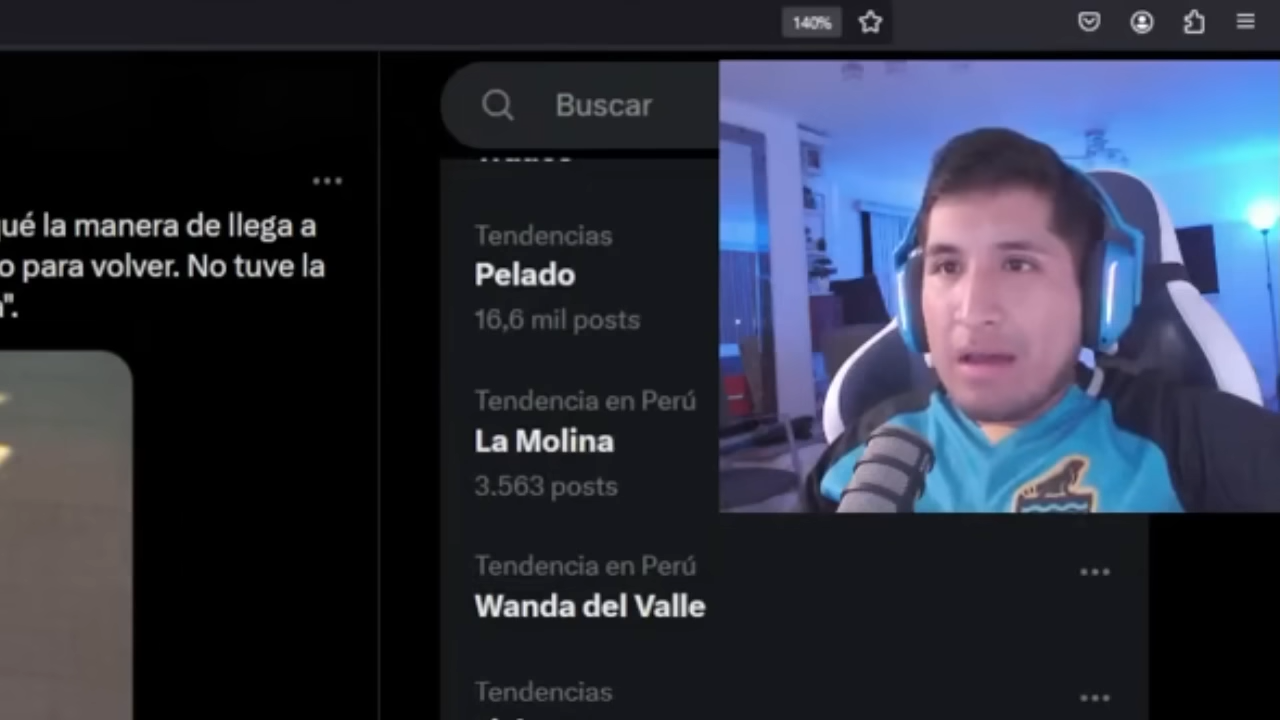 140%
Buscar
qué la manera de llega a
o para volver. No tuve la
".
Tendencias
Pelado
16,6 mil posts
Tendencia en Perú
La Molina
3.563 posts
Tendencia en Perú
Wanda del Valle
Tendencias